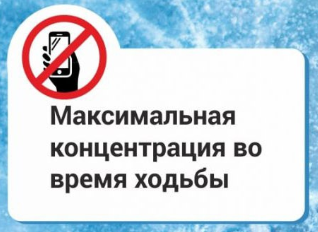 Максимальная
концентрация во
время ходьбы